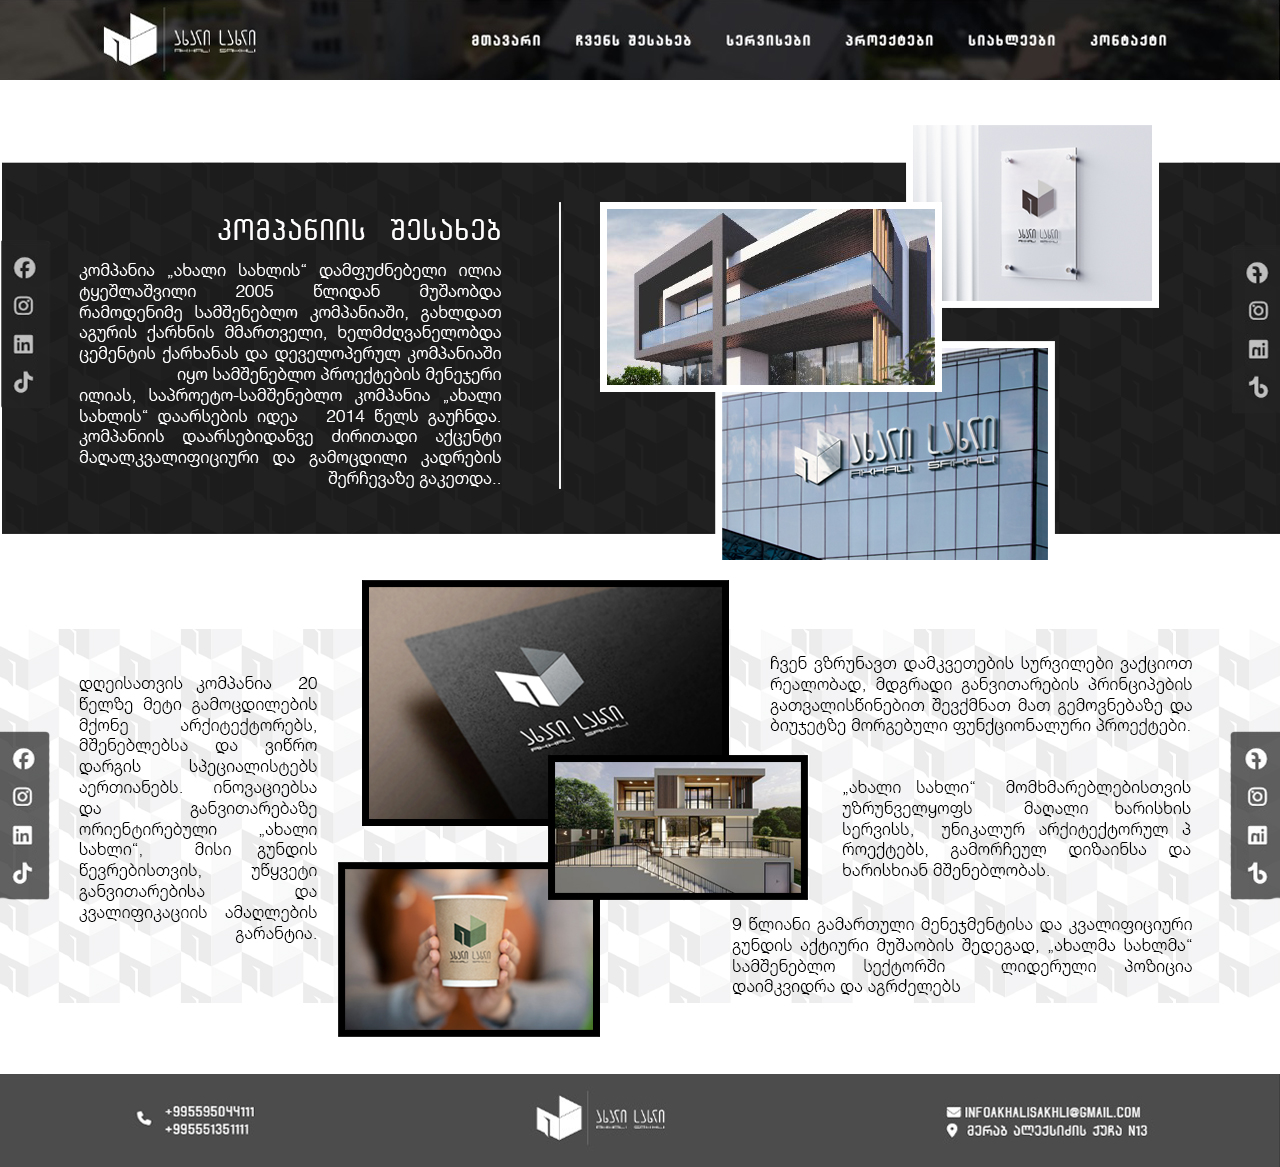 ახალი სახლი
AKHALI SAKHLI
მთავარი ჩვენს შესახებ სერვისები პროექტები სიახლეები კონტაქტი
კომპანიის შესახებ
კომპანია „ახალი სახლის“ დამფუძნებელი ილია
ტყეშლაშვილი 2005 წლიდან მუშაობდა
რამოდენიმე სამშენებლო კომპანიაში, გახლდათ
აგურის ქარხნის მმართველი, ხელმძღვანელობდა
ცემენტის ქარხანას და დეველოპერულ კომპანიაში
იყო სამშენებლო პროექტების მენეჯერი
ილიას, საპროეტო-სამშენებლო კომპანია „ახალი
სახლის“ დაარსების იდეა 2014 წელს გაუჩნდა.
კომპანიის დაარსებიდანვე ძირითადი აქცენტი
მაღალკვალიფიციური და გამოცდილი კადრების
შერჩევაზე გაკეთდა..
ახალი სახლი
AKHALI SAKHLI
ახალი სახლი
AKHALI SAKHLI
ახალი სახლი
AKHALI SAKHLI
დღეისათვის კომპანია 20
წელზე მეტი გამოცდილების
მქონე არქიტექტორებს,
მშენებლებსა და ვიწრო
დარგის სპეციალისტებს
აერთიანებს. ინოვაციებსა
და განვითარებაზე
ორიენტირებული „ახალი
სახლი“, მისი გუნდის
წევრებისთვის, უწყვეტი
განვითარებისა და
კვალიფიკაციის ამაღლების
გარანტია.
ახალი სახლი
AKHALI SAKHLI
ჩვენ ვზრუნავთ დამკვეთების სურვილები ვაქციოთ
რეალობად, მდგრადი განვითარების პრინციპების
გათვალისწინებით შევქმნათ მათ გემოვნებაზე და
ბიუჯეტზე მორგებული ფუნქციონალური პროექტები.
„ახალი სახლი“ მომხმარებლებისთვის
უზრუნველყოფს მაღალი ხარისხის
სერვისს, უნიკალურ არქიტექტორულ პ
როექტებს, გამორჩეულ დიზაინსა და
ხარისხიან მშენებლობას.
9 წლიანი გამართული მენეჯმენტისა და კვალიფიციური
გუნდის აქტიური მუშაობის შედეგად, „ახალმა სახლმა“
სამშენებლო სექტორში ლიდერული პოზიცია
დაიმკვიდრა და აგრძელებს
+995595044111
+995551351111
ახალი სახლი
AKHALI SAKHLI
INFOAKHALISAKHLI@GMAIL.COM
მერაბ ალექსიძის ქუჩა N13